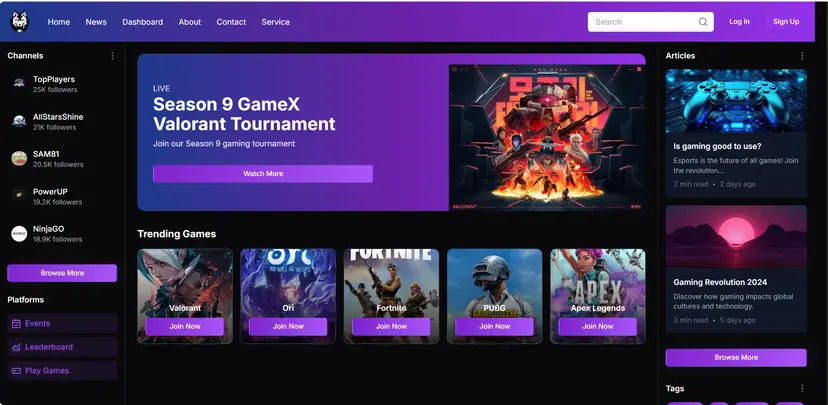 Home News Dashboard About Contact Service Search Log In Sign Up
Channels
TopPlayers
25K followers
AllStarsShine
21K followers
SAM81
20.5K followers
PowerUP
19.2K followers
NinjaGO
18.9K followers
Browse More
Platforms
Events
Leaderboard
Play Games
LIVE
Season 9 GameX
Valorant Tournament
Join our Season 9 gaming tournament
Watch More
Trending Games
Valorant
Join Now
Ori
Join Now
FORTNITE
Fortnite
Join Now
PUBG
Join Now
APEX
Apex Legends
Join Now
Articles
Is gaming good to use?
Esports is the future of all games! Join
the revolution...
2 min read • 2 days ago
Gaming Revolution 2024
Discover how gaming impacts global
cultures and technology.
3 min read • 5 days ago
Browse More
Tags